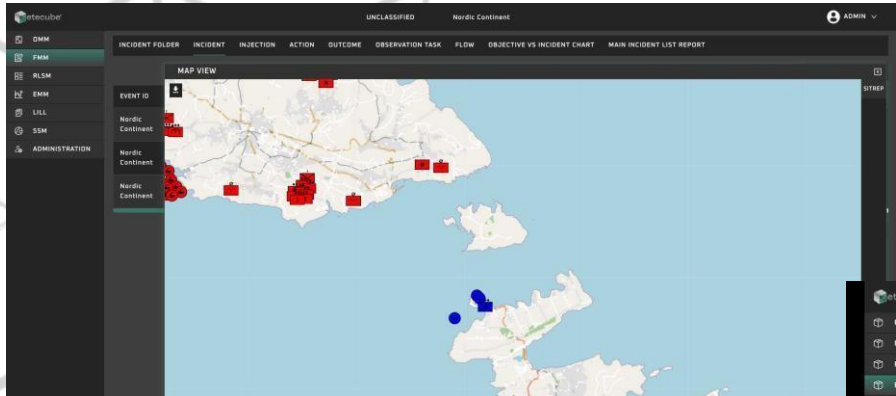 etecube
UNCLASSIFIED
Nordic Continent
ADMIN
OMM
FMM
RLSM
EMM
LILL
SSM
ADMINISTRATION
INCIDENT FOLDER INCIDENT INJECTION ACTION OUTCOME OBSERVATION TASK FLOW OBJECTIVE VS INCIDENT CHART MAIN INCIDENT LIST REPORT
MAP VIEW
EVENT ID
SITREP
Nordic
Continent
Nordic
Continent
Nordic
Continent